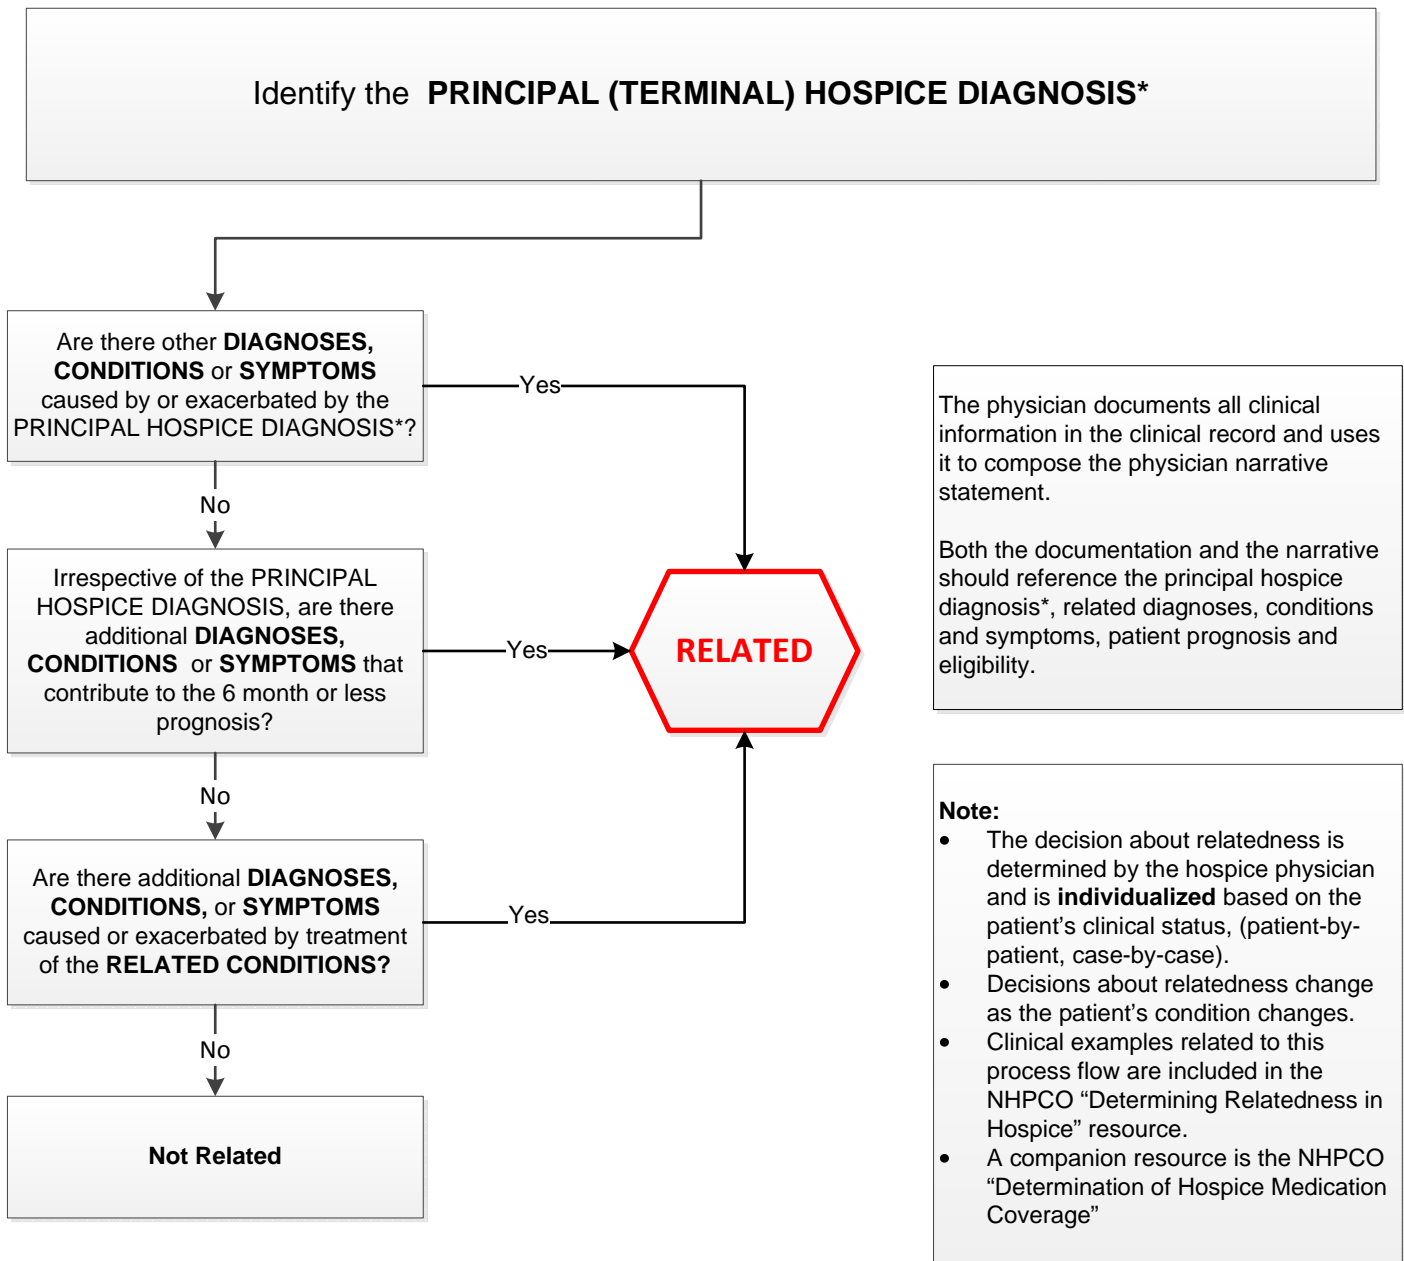 Identify the PRINCIPAL (TERMINAL) HOSPICE DIAGNOSIS*
Are there other DIAGNOSES,
CONDITIONS or SYMPTOMS
caused by or exacerbated by the
PRINCIPAL HOSPICE DIAGNOSIS*?
Yes
No
Irrespective of the PRINCIPAL
HOSPICE DIAGNOSIS, are there
additional DIAGNOSES,
CONDITIONS or SYMPTOMS that
contribute to the 6 month or less
prognosis?
Yes
No
Are there additional DIAGNOSES,
CONDITIONS, or SYMPTOMS
caused or exacerbated by treatment
of the RELATED CONDITIONS?
Yes
No
Not Related
RELATED
The physician documents all clinical
information in the clinical record and uses
it to compose the physician narrative
statement.
Both the documentation and the narrative
should reference the principal hospice
diagnosis*, related diagnoses, conditions
and symptoms, patient prognosis and
eligibility.
Note:
• The decision about relatedness is
determined by the hospice physician
and is individualized based on the
patient’s clinical status, (patient-by-
patient, case-by-case).
• Decisions about relatedness change
as the patient’s condition changes.
• Clinical examples related to this
process flow are included in the
NHPCO “Determining Relatedness in
Hospice” resource.
• A companion resource is the NHPCO
“Determination of Hospice Medication
Coverage”